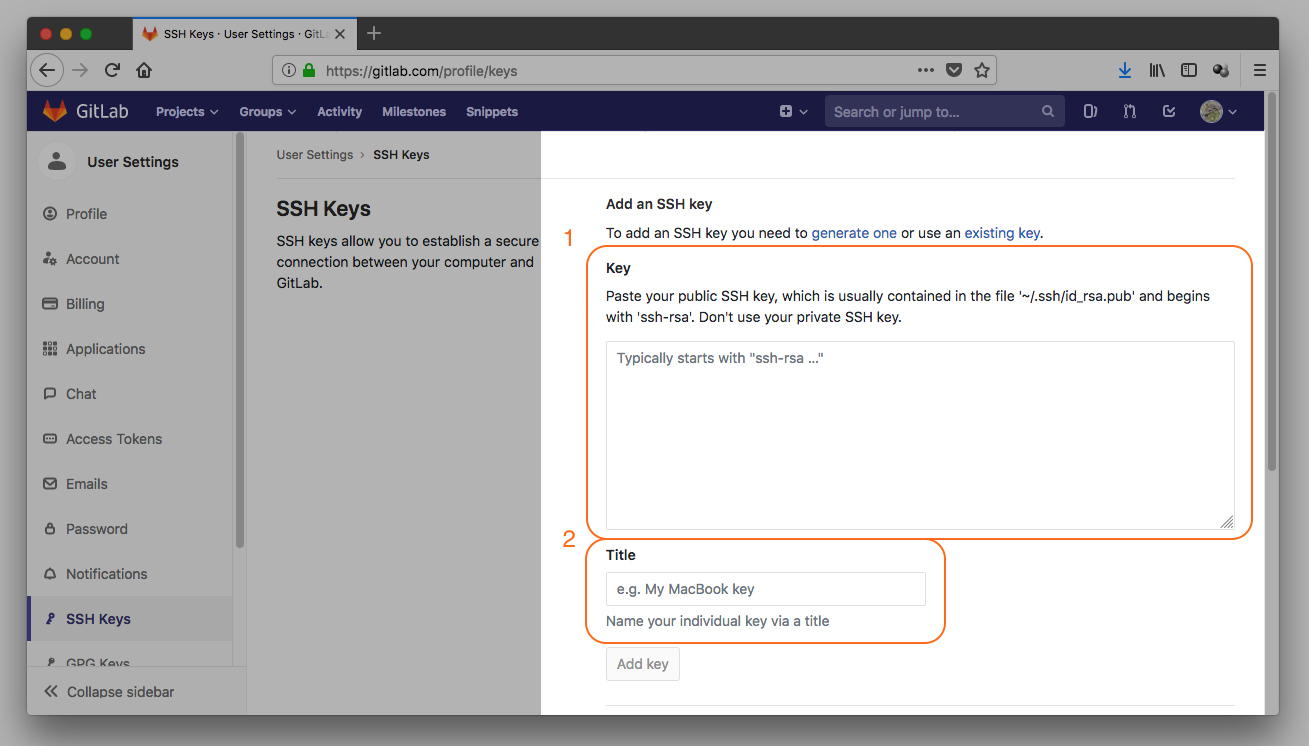 SSH Keys · User Settings · GitLa
https://gitlab.com/profile/keys
GitLab Projects Groups Activity Milestones Snippets Search or jump to...
User Settings
Profile
Account
Billing
Applications
Chat
Access Tokens
Emails
Password
Notifications
SSH Keys
GPG Keys
Collapse sidebar
User Settings › SSH Keys
SSH Keys
SSH keys allow you to establish a secure
connection between your computer and
GitLab.
Add an SSH key
To add an SSH key you need to generate one or use an existing key.
1
Key
Paste your public SSH key, which is usually contained in the file '~/.ssh/id_rsa.pub' and begins
with 'ssh-rsa'. Don't use your private SSH key.
Typically starts with "ssh-rsa ..."
2
Title
e.g. My MacBook key
Name your individual key via a title
Add key